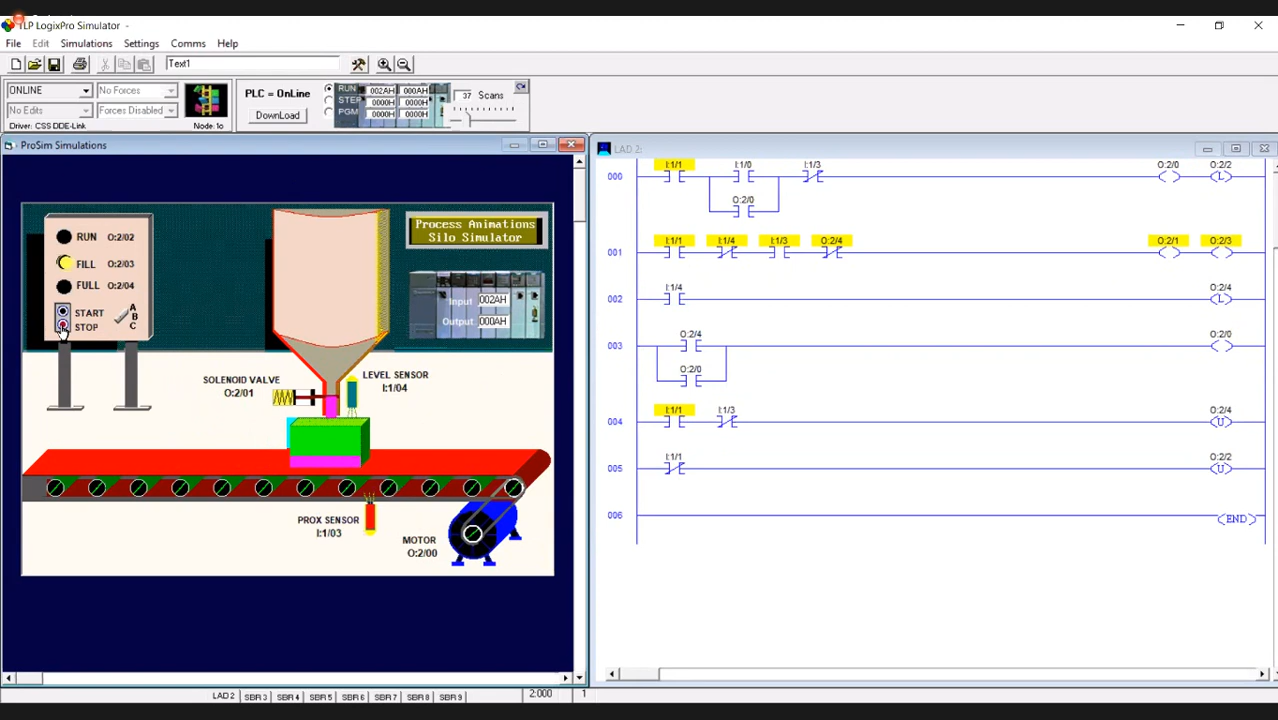 TLP LogixPro Simulator -
File Edit Simulations Settings Comms Help
Text1
ONLINE No Forces
No Edits Forces Disabled
Driver: CSS DDE-Link Node: 1o
PLC = OnLine
DownLoad
RUN 002AH 000AH
STEP 0000H 0000H
PGM 0000H 0000H
37 Scans
ProSim Simulations
RUN O:2/02
FILL O:2/03
FULL O:2/04
START
STOP
A
B
C
Process Animations
Silo Simulator
Input 002AH
Output 000AH
SOLENOID VALVE
O:2/01
LEVEL SENSOR
I:1/04
PROX SENSOR
I:1/03
MOTOR
O:2/00
LAD 2:
I:1/1 I:1/0 I:1/3 O:2/0 O:2/2
000 L
O:2/0
I:1/1 I:1/4 I:1/3 O:2/4 O:2/1 O:2/3
001
I:1/4 O:2/4
002 L
O:2/4 O:2/0
003
O:2/0
I:1/1 I:1/3 O:2/4
004 U
I:1/1 O:2/2
005 U
006 END
LAD 2 SBR 3 SBR 4 SBR 5 SBR 6 SBR 7 SBR 8 SBR 9 2:000 1